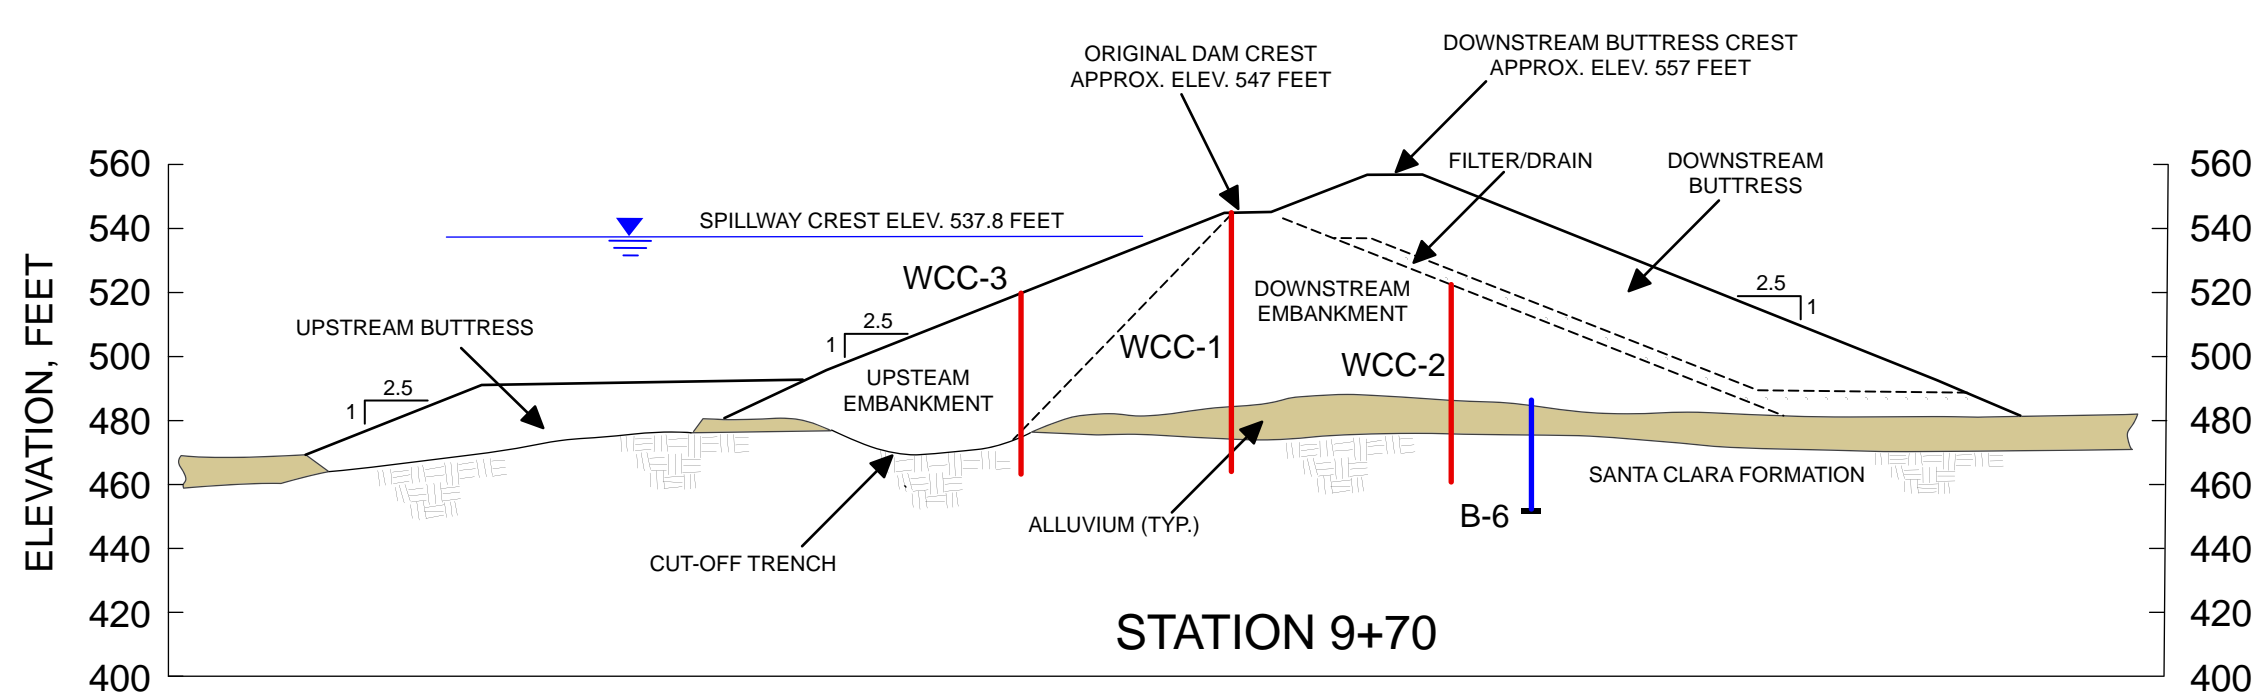 DOWNSTREAM BUTTRESS CREST
APPROX. ELEV. 557 FEET
ORIGINAL DAM CREST
APPROX. ELEV. 547 FEET
FILTER/DRAIN
DOWNSTREAM
BUTTRESS
SPILLWAY CREST ELEV. 537.8 FEET
WCC-3
2.5
1
DOWNSTREAM
EMBANKMENT
UPSTREAM BUTTRESS
2.5
1
WCC-1
WCC-2
UPSTEAM
EMBANKMENT
2.5
1
SANTA CLARA FORMATION
B-6
ALLUVIUM (TYP.)
CUT-OFF TRENCH
STATION 9+70
ELEVATION, FEET
560
540
520
500
480
460
440
420
400
560
540
520
500
480
460
440
420
400